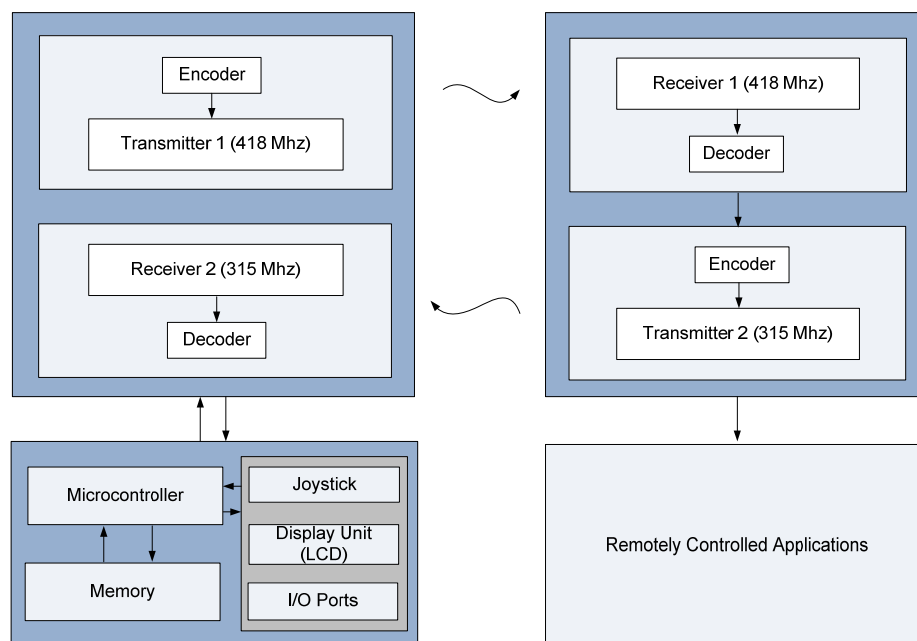 Encoder
Transmitter 1 (418 Mhz)
Receiver 2 (315 Mhz)
Decoder
Receiver 1 (418 Mhz)
Decoder
Encoder
Transmitter 2 (315 Mhz)
Microcontroller
Memory
Joystick
Display Unit
(LCD)
I/O Ports
Remotely Controlled Applications